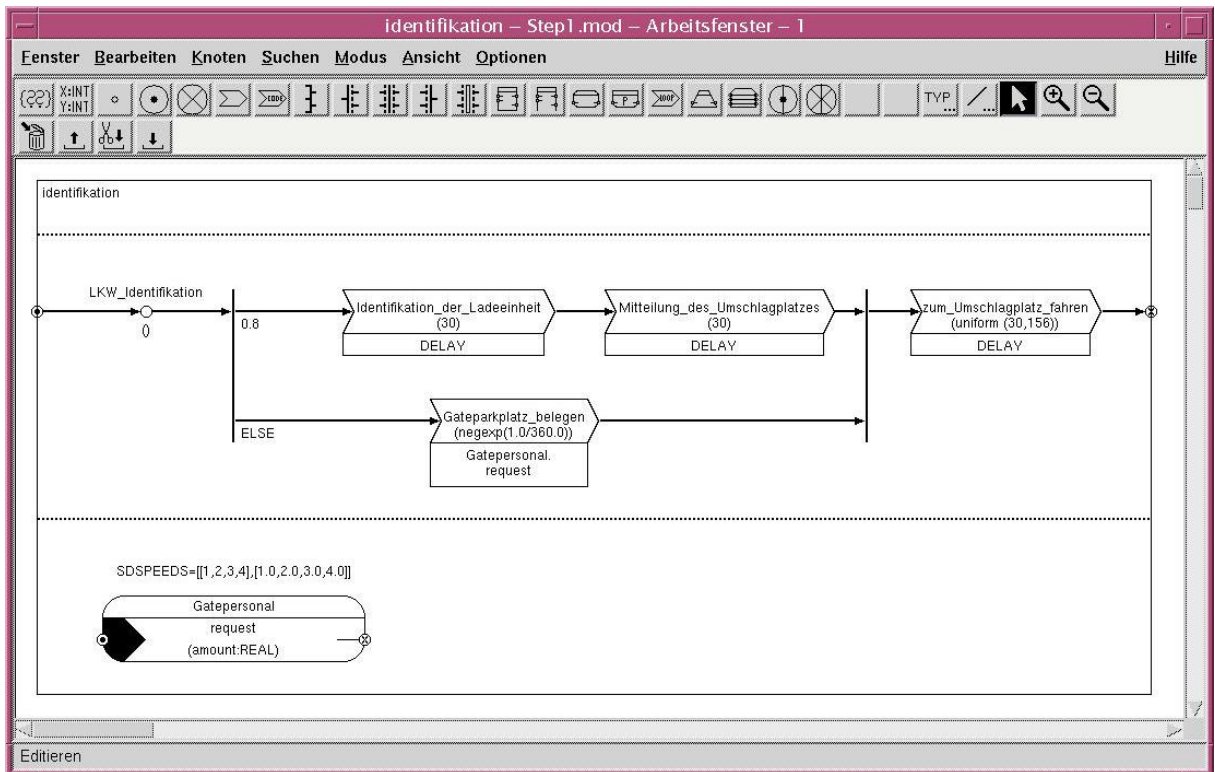 identifikation – Step1.mod – Arbeitsfenster – 1
Fenster Bearbeiten Knoten Suchen Modus Ansicht Optionen Hilfe
(??) X:INT
Y:INT
CODE
P
LOOP
TYP...
identifikation
LKW_Identifikation
()
0.8
Identifikation_der_Ladeeinheit
(30)
DELAY
Mitteilung_des_Umschlagplatzes
(30)
DELAY
zum_Umschlagplatz_fahren
(uniform (30,156))
DELAY
ELSE
Gateparkplatz_belegen
(negexp(1.0/360.0))
Gatepersonal.
request
SDSPEEDS=[[1,2,3,4],[1.0,2.0,3.0,4.0]]
Gatepersonal
request
(amount:REAL)
Editieren